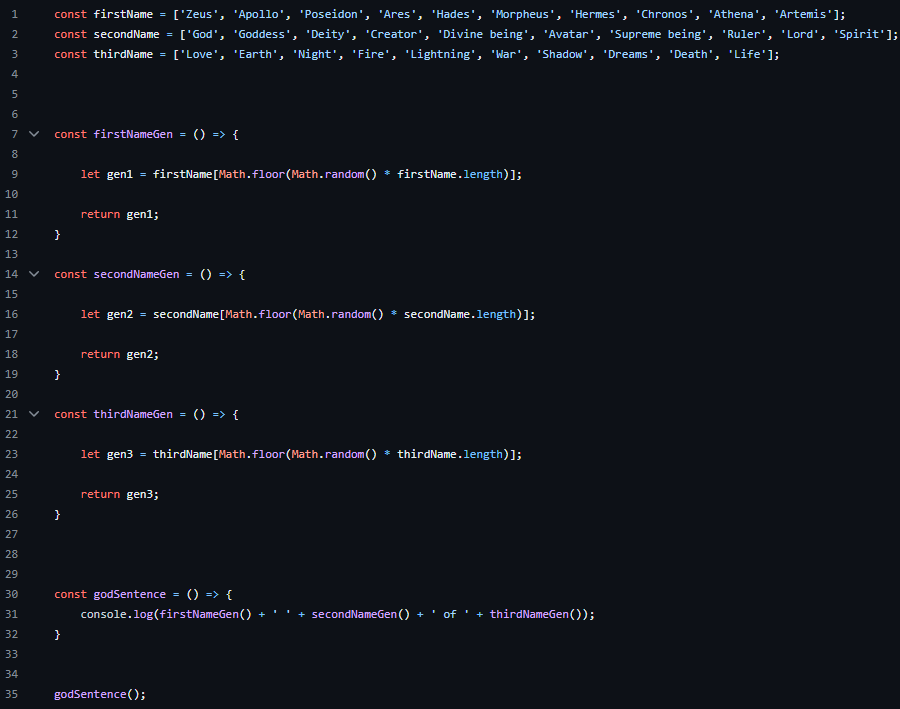 1 const firstName = ['Zeus', 'Apollo', 'Poseidon', 'Ares', 'Hades', 'Morpheus', 'Hermes', 'Chronos', 'Athena', 'Artemis'];
2 const secondName = ['God', 'Goddess', 'Deity', 'Creator', 'Divine being', 'Avatar', 'Supreme being', 'Ruler', 'Lord', 'Spirit'];
3 const thirdName = ['Love', 'Earth', 'Night', 'Fire', 'Lightning', 'War', 'Shadow', 'Dreams', 'Death', 'Life'];
4
5
6
7 const firstNameGen = () => {
8
9 let gen1 = firstName[Math.floor(Math.random() * firstName.length)];
10
11 return gen1;
12 }
13
14 const secondNameGen = () => {
15
16 let gen2 = secondName[Math.floor(Math.random() * secondName.length)];
17
18 return gen2;
19 }
20
21 const thirdNameGen = () => {
22
23 let gen3 = thirdName[Math.floor(Math.random() * thirdName.length)];
24
25 return gen3;
26 }
27
28
29
30 const godSentence = () => {
31 console.log(firstNameGen() + ' ' + secondNameGen() + ' of ' + thirdNameGen());
32 }
33
34
35 godSentence();